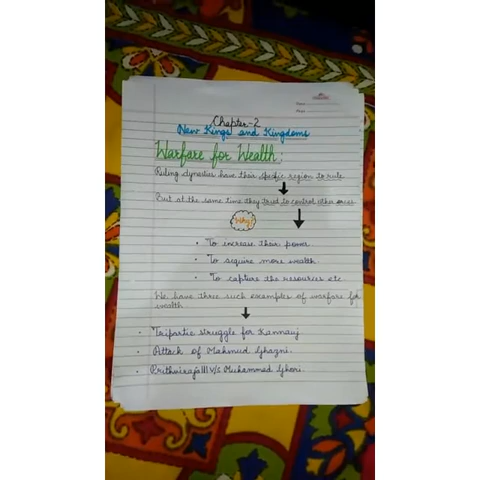 Chapter-2
New Kings and Kingdoms
Warfare for Wealth:
Ruling dynasties have their specific region to rule
But at the same time they tried to control other areas
Why?
• To increase their power
• To acquire more wealth
• To capture the resources etc
We have three such examples of warfare for
wealth
• Tripartic struggle for Kannauj
• Attack of Mahmud Ghazni.
• Prithviraja III V/S Muhammad Ghori.